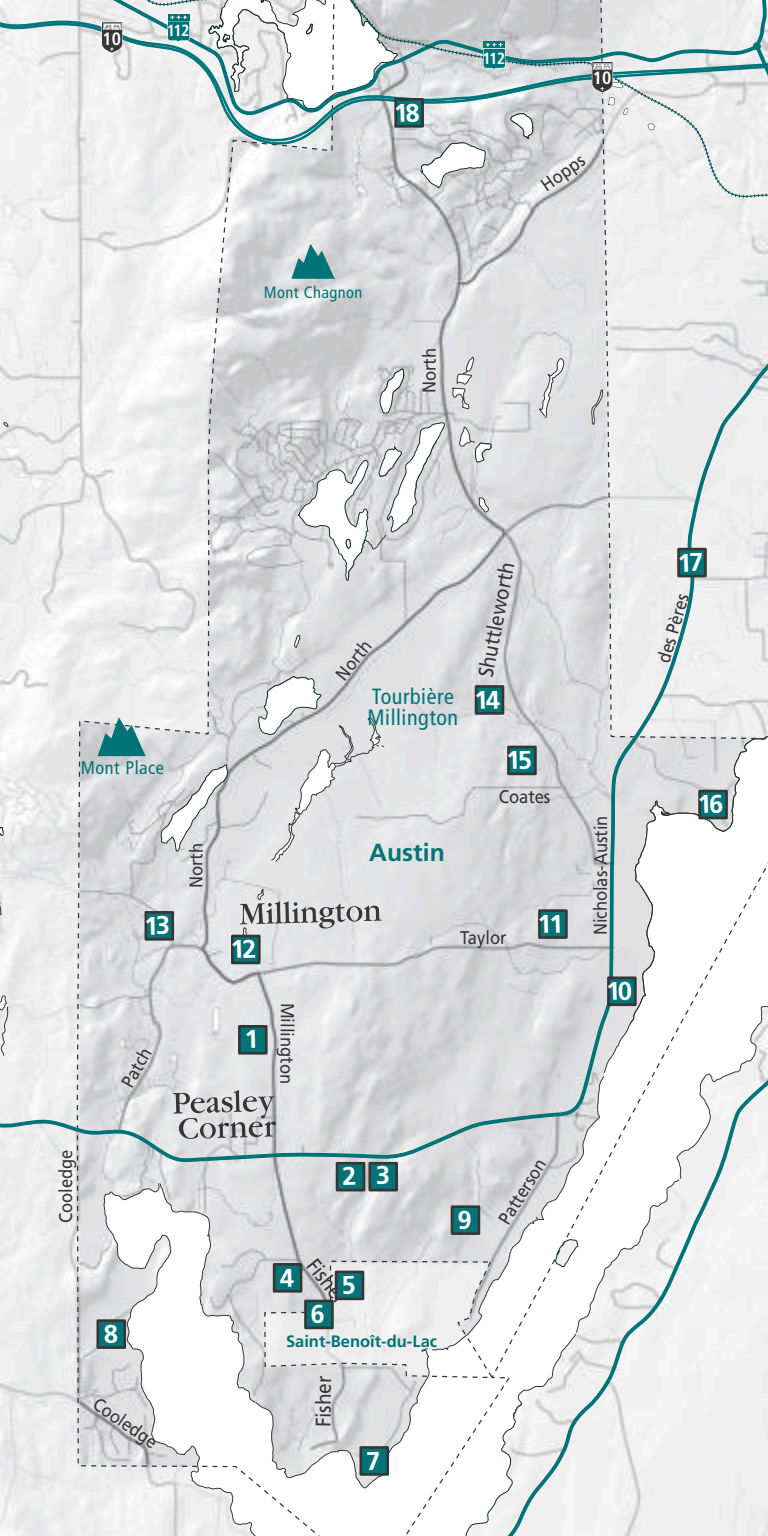 112
10
112
10
18
Hopps
Mont Chagnon
North
17
Shuttleworth
des Pères
North
14
Tourbière
Millington
15
Mont Place
Coates
16
Nicholas-Austin
Austin
North
Millington
13
12
11
Taylor
10
Millington
1
Patch
Peasley
Corner
Cooledge
2
3
Patterson
9
4
Fisher
5
6
8
Saint-Benoît-du-Lac
Fisher
Cooledge
7